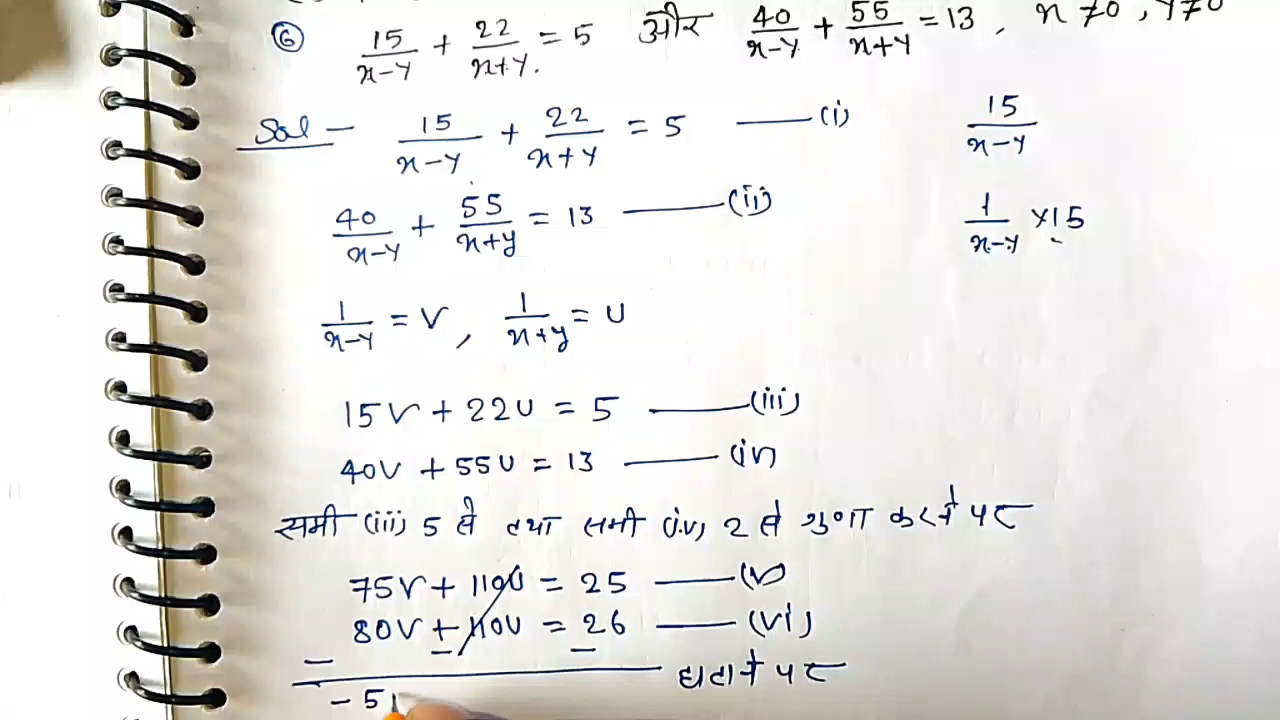 ⑥ 15/(x-y) + 22/(x+y) = 5 और 40/(x-y) + 55/(x+y) = 13, x≠0, y≠0
Sol – 15/(x-y) + 22/(x+y) = 5 —(i)
15/(x-y)
40/(x-y) + 55/(x+y) = 13 —(ii)
1/(x-y) ×15
1/(x-y) = V, 1/(x+y) = U
15V + 22U = 5 —(iii)
40V + 55U = 13 —(iv)
समी (iii) 5 से तथा समी (iv) 2 से गुणा करने पर
75V + 110U = 25 —(v)
80V + 110U = 26 —(vi)
– – –
घटाने पर
– 5